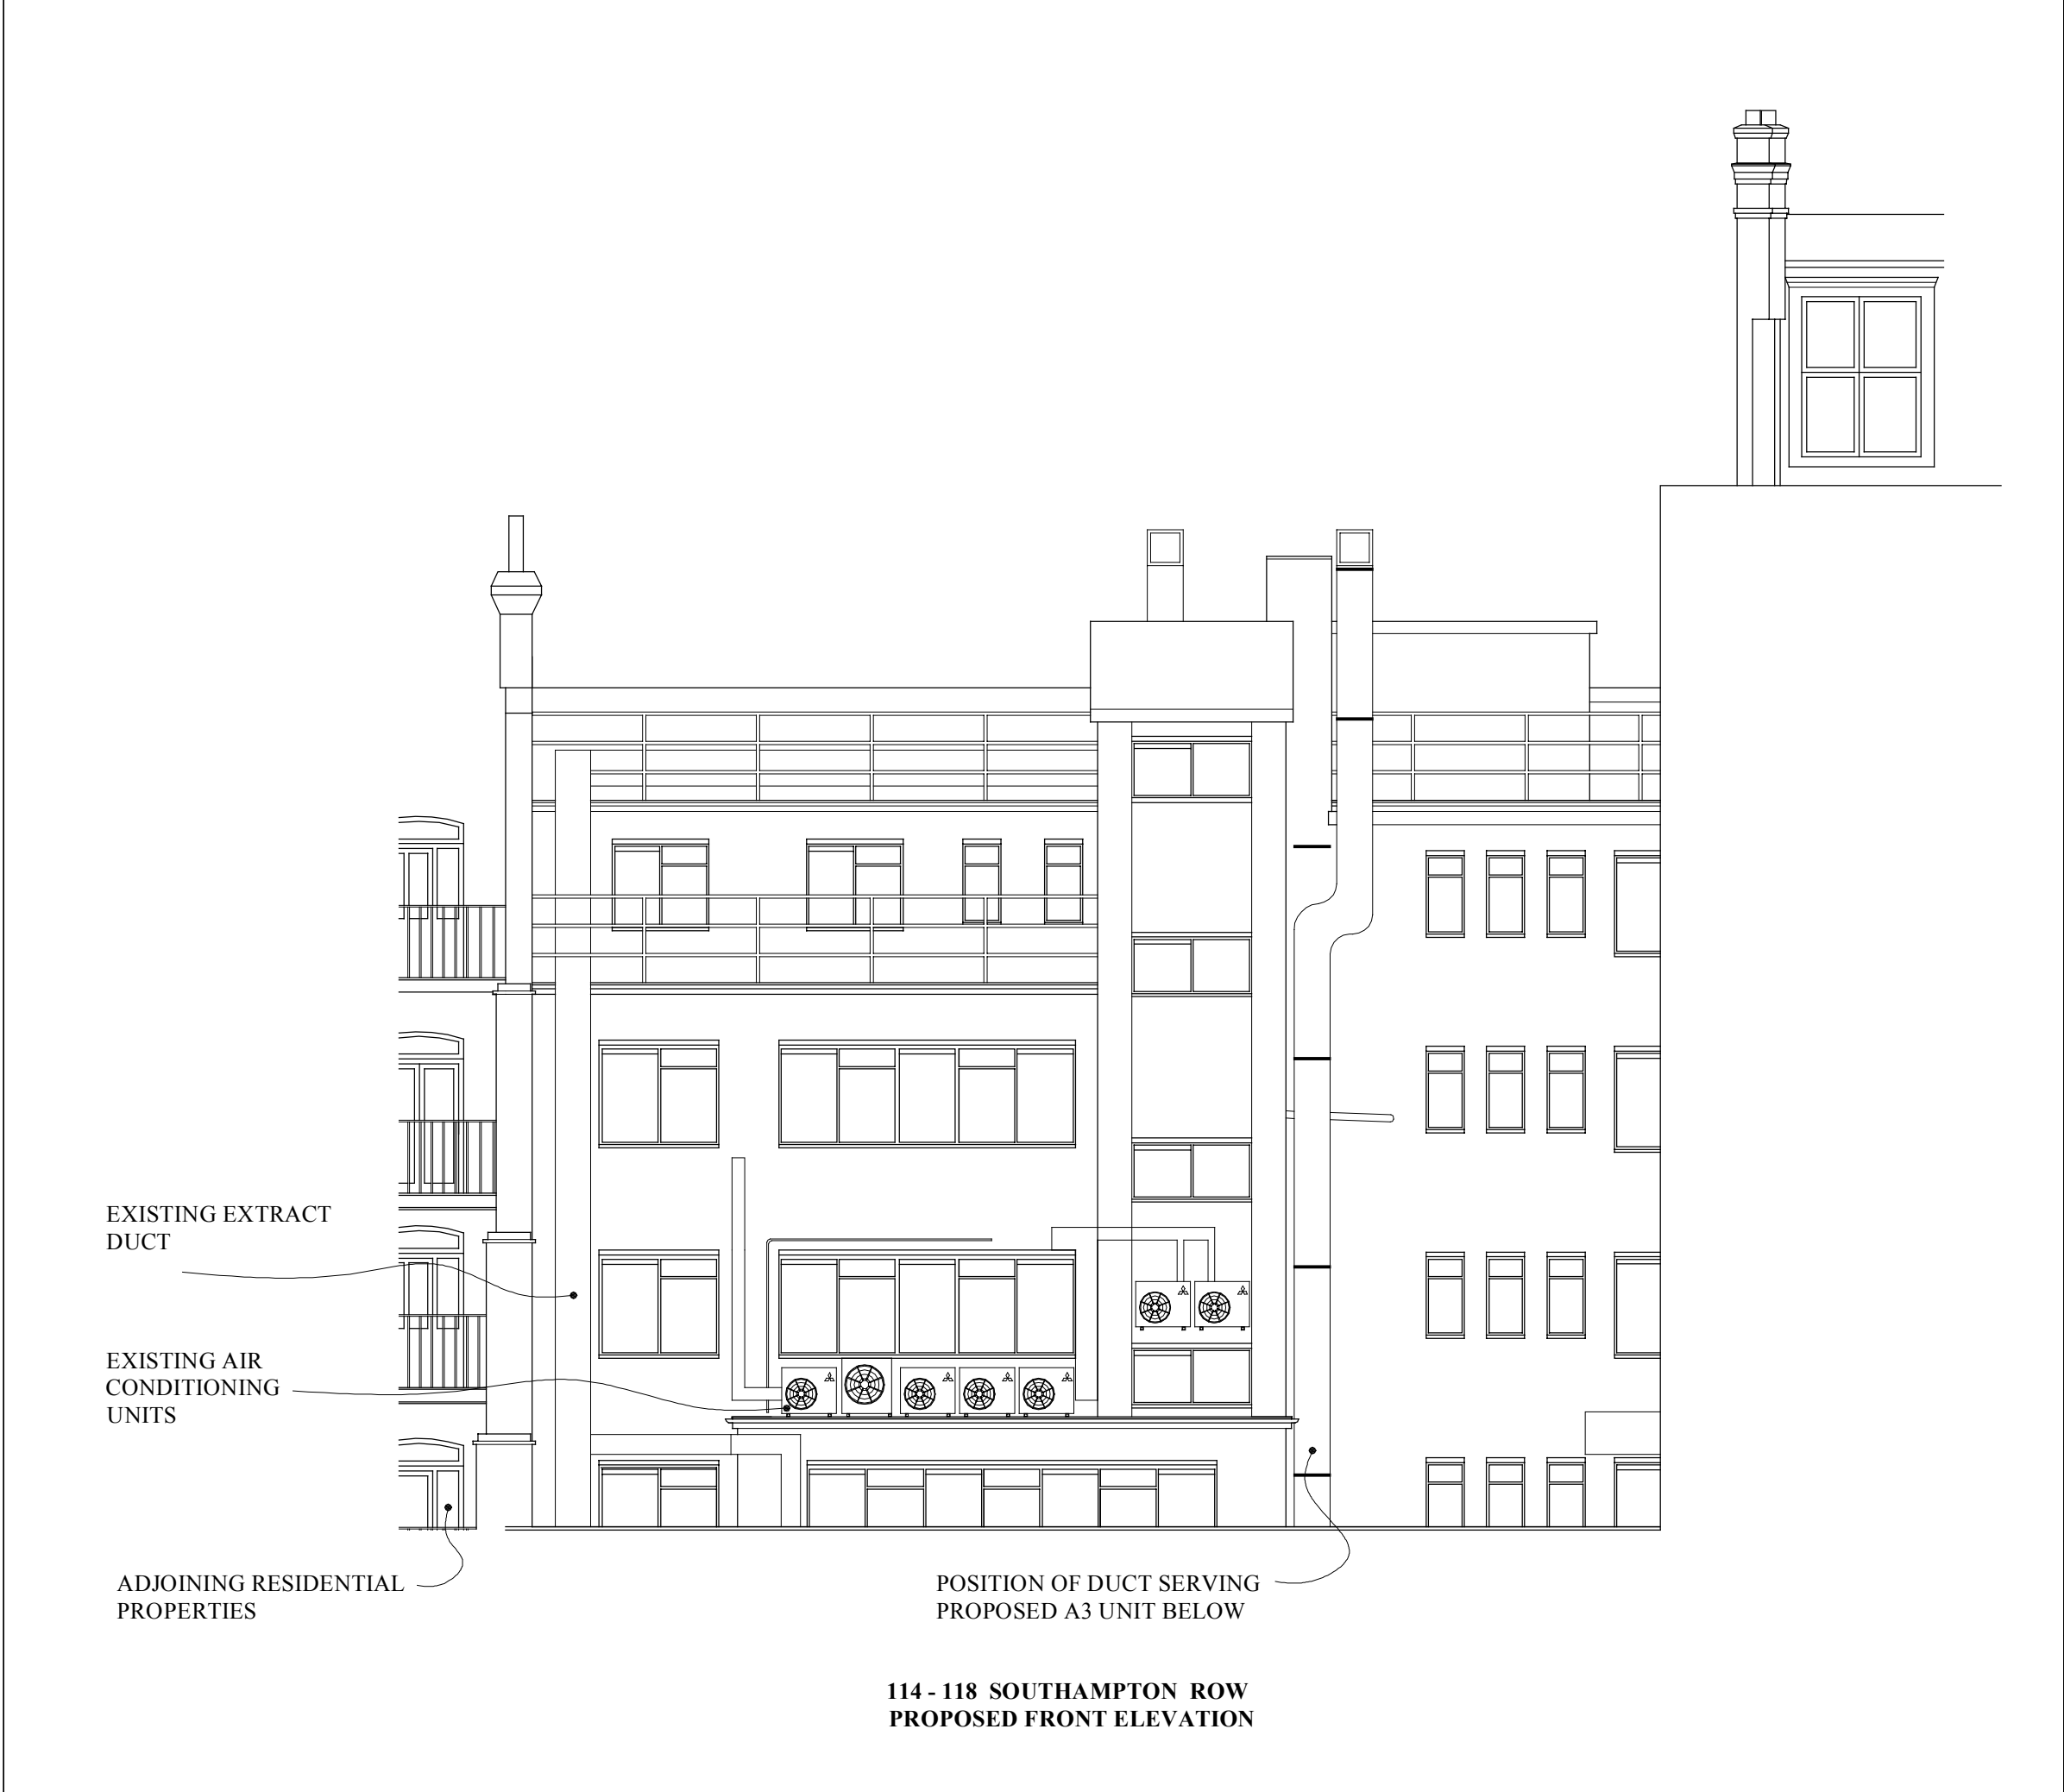 EXISTING EXTRACT
DUCT
EXISTING AIR
CONDITIONING
UNITS
ADJOINING RESIDENTIAL
PROPERTIES
POSITION OF DUCT SERVING
PROPOSED A3 UNIT BELOW
114 - 118 SOUTHAMPTON ROW
PROPOSED FRONT ELEVATION